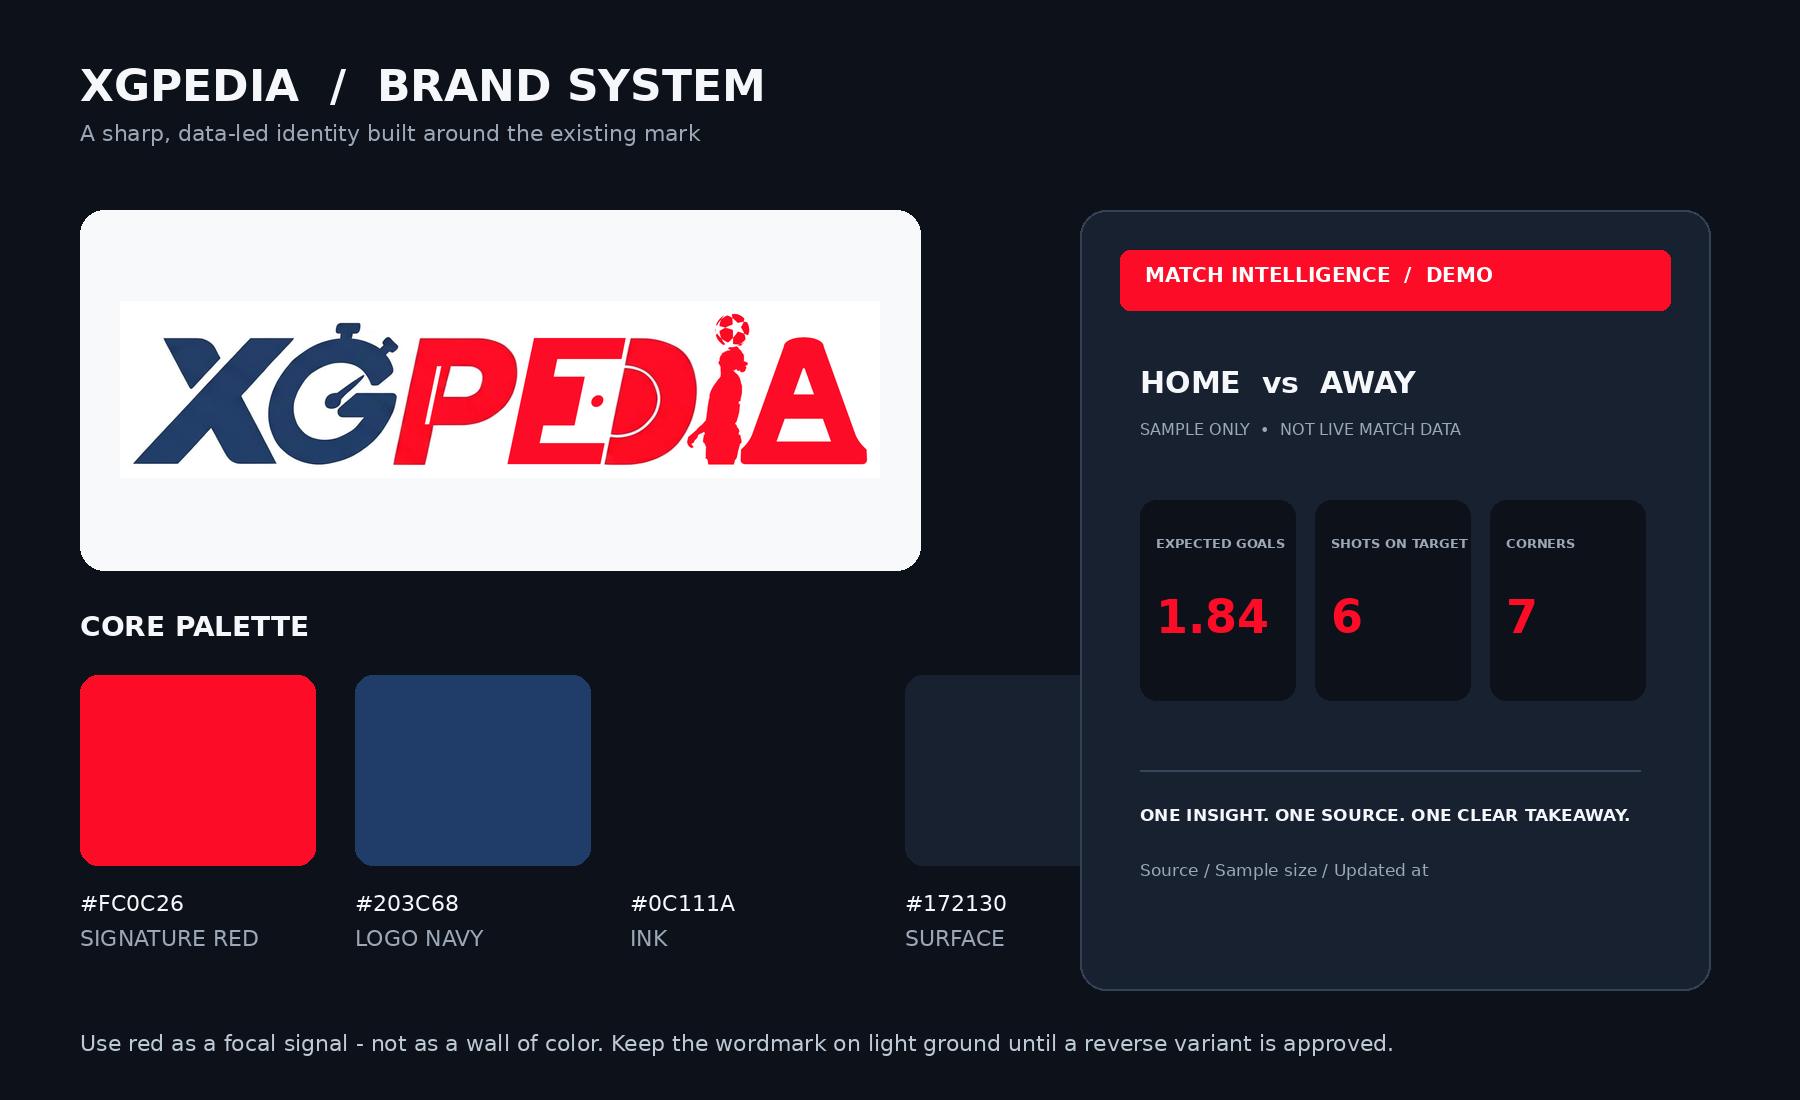 XGPEDIA / BRAND SYSTEM
A sharp, data-led identity built around the existing mark
XGPEDIA
CORE PALETTE
#FC0C26
SIGNATURE RED
#203C68
LOGO NAVY
#0C111A
INK
#172130
SURFACE
MATCH INTELLIGENCE / DEMO
HOME vs AWAY
SAMPLE ONLY • NOT LIVE MATCH DATA
EXPECTED GOALS
1.84
SHOTS ON TARGET
6
CORNERS
7
ONE INSIGHT. ONE SOURCE. ONE CLEAR TAKEAWAY.
Source / Sample size / Updated at
Use red as a focal signal - not as a wall of color. Keep the wordmark on light ground until a reverse variant is approved.